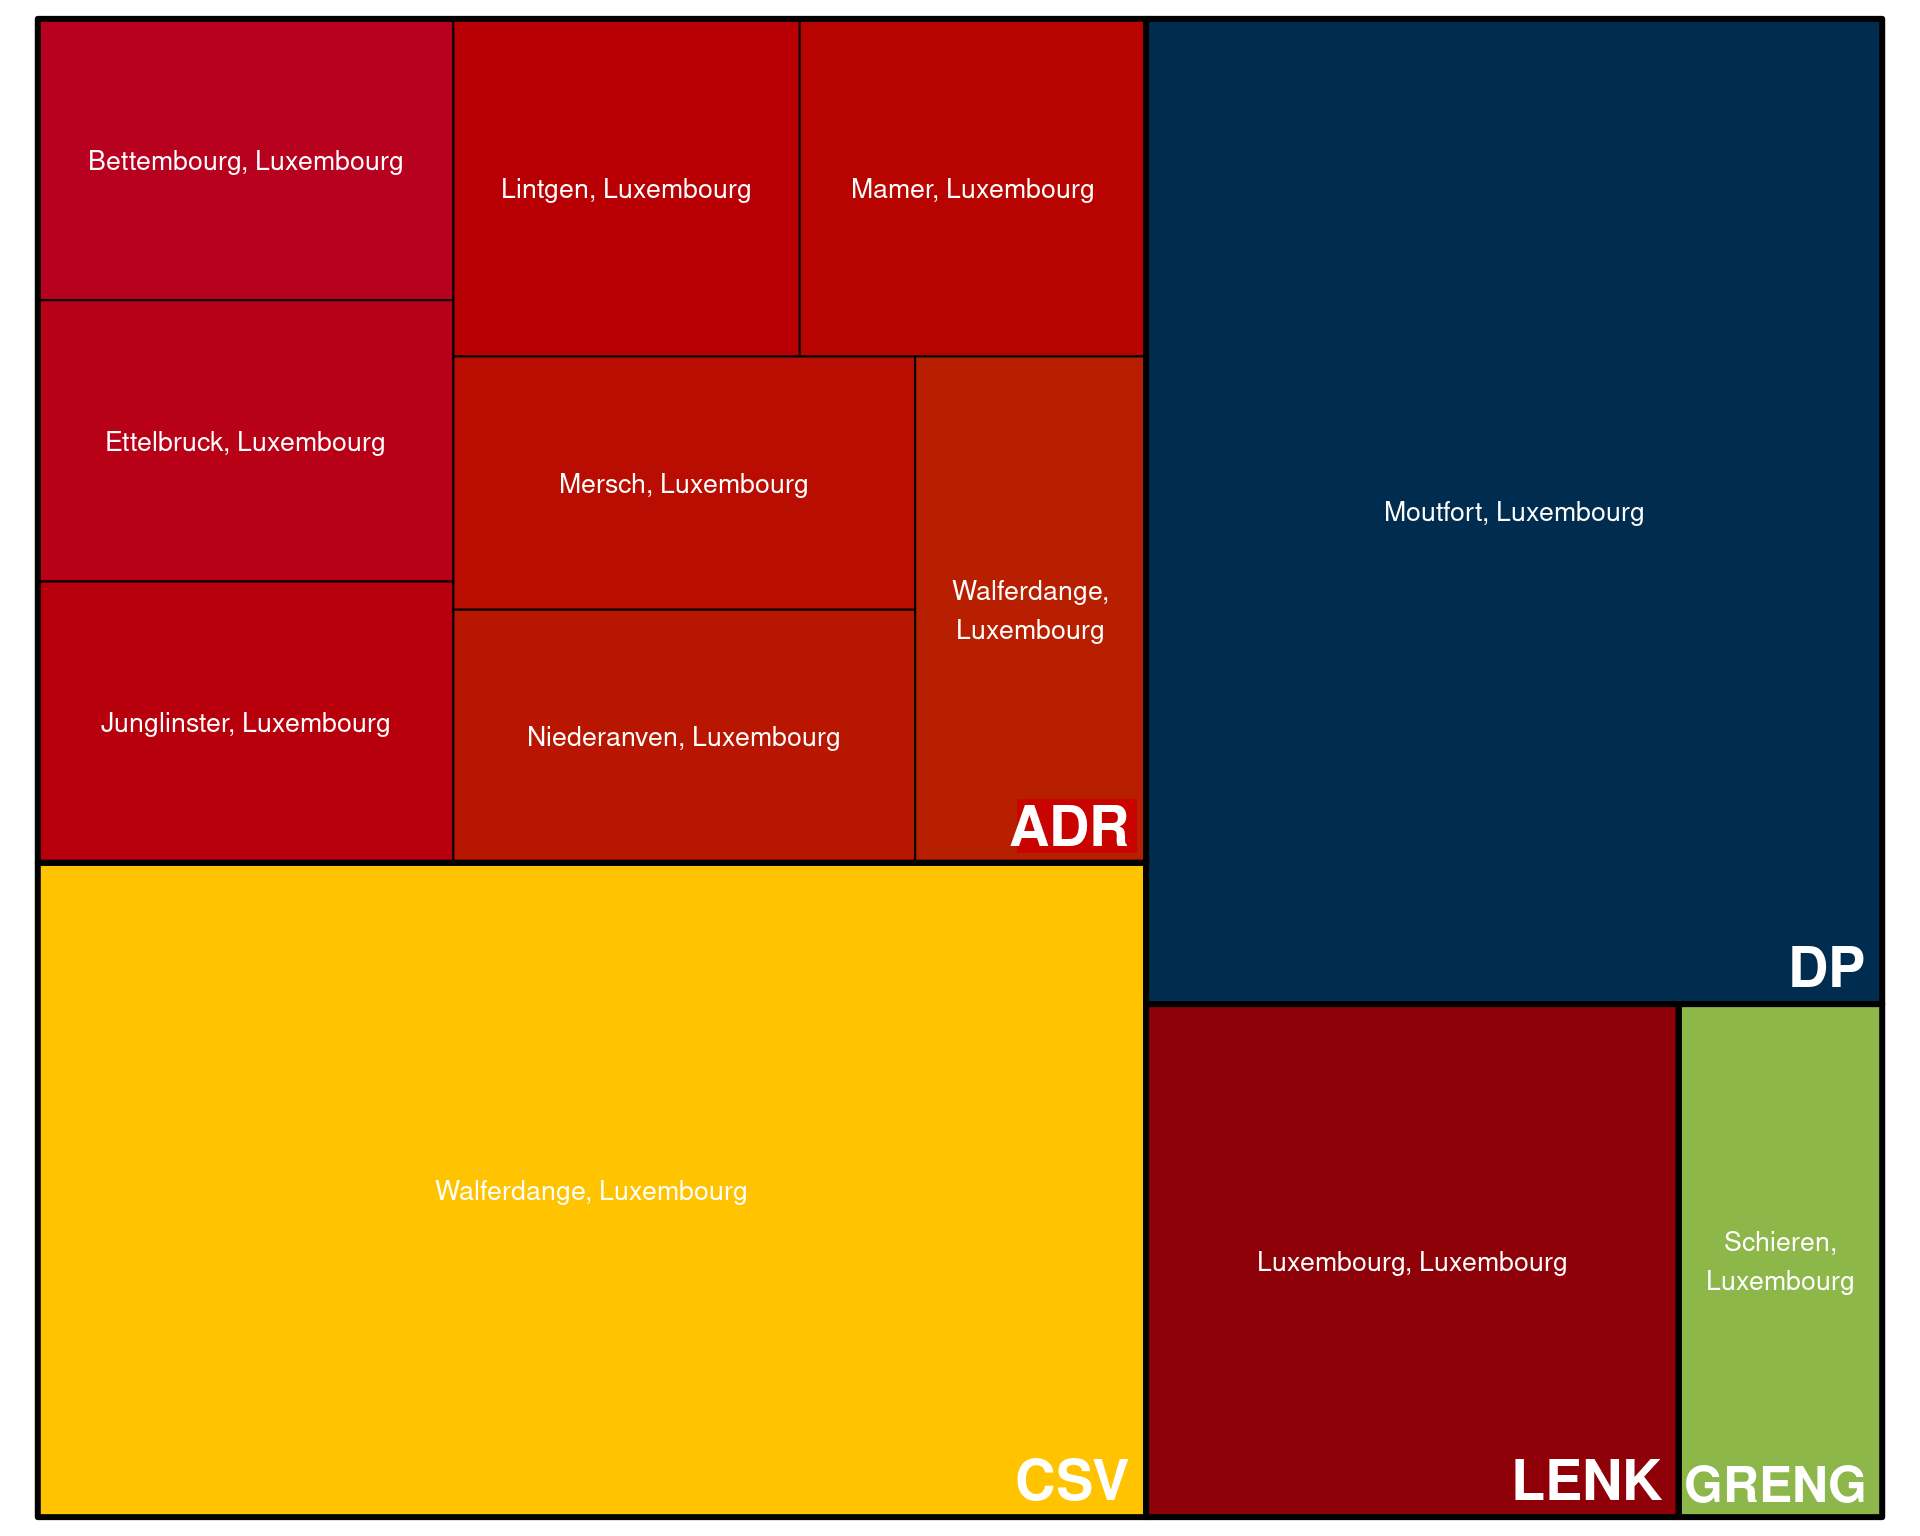 Bettembourg, Luxembourg
Lintgen, Luxembourg
Mamer, Luxembourg
Ettelbruck, Luxembourg
Mersch, Luxembourg
Walferdange,
Luxembourg
Junglinster, Luxembourg
Niederanven, Luxembourg
ADR
Moutfort, Luxembourg
DP
Walferdange, Luxembourg
CSV
Luxembourg, Luxembourg
LENK
Schieren,
Luxembourg
GRENG